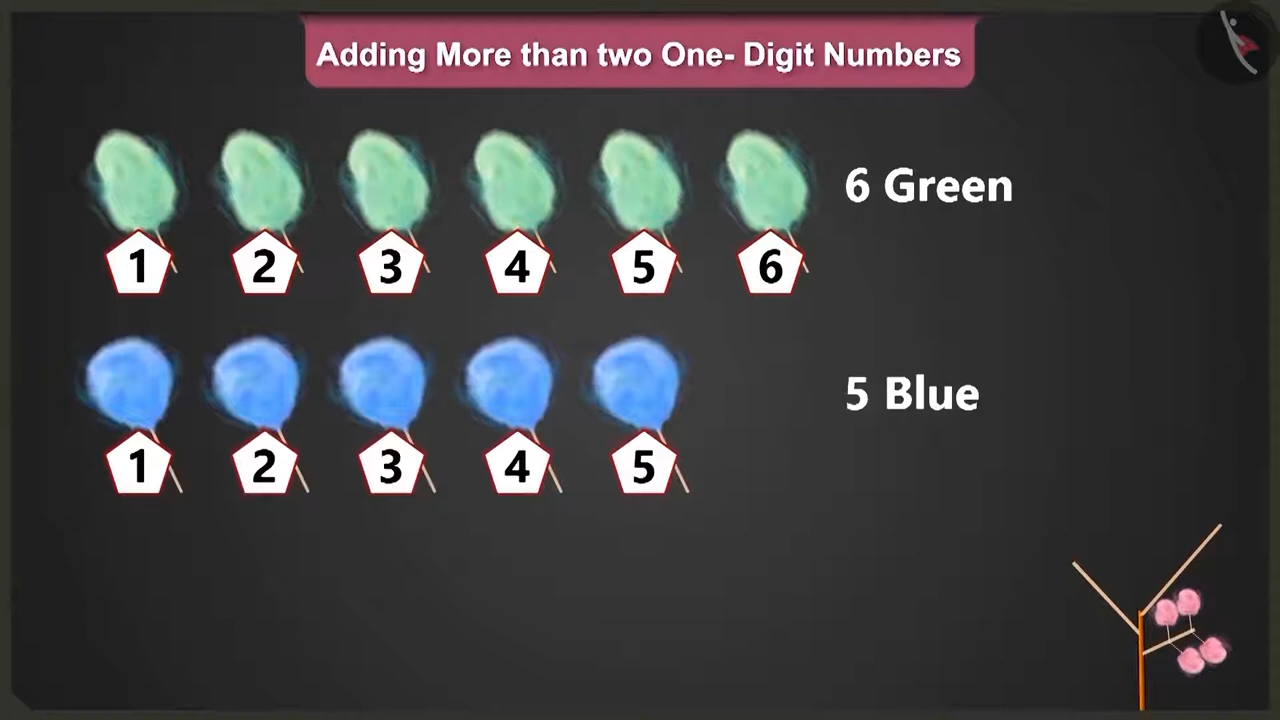 Adding More than two One- Digit Numbers
1 2 3 4 5 6
6 Green
1 2 3 4 5
5 Blue